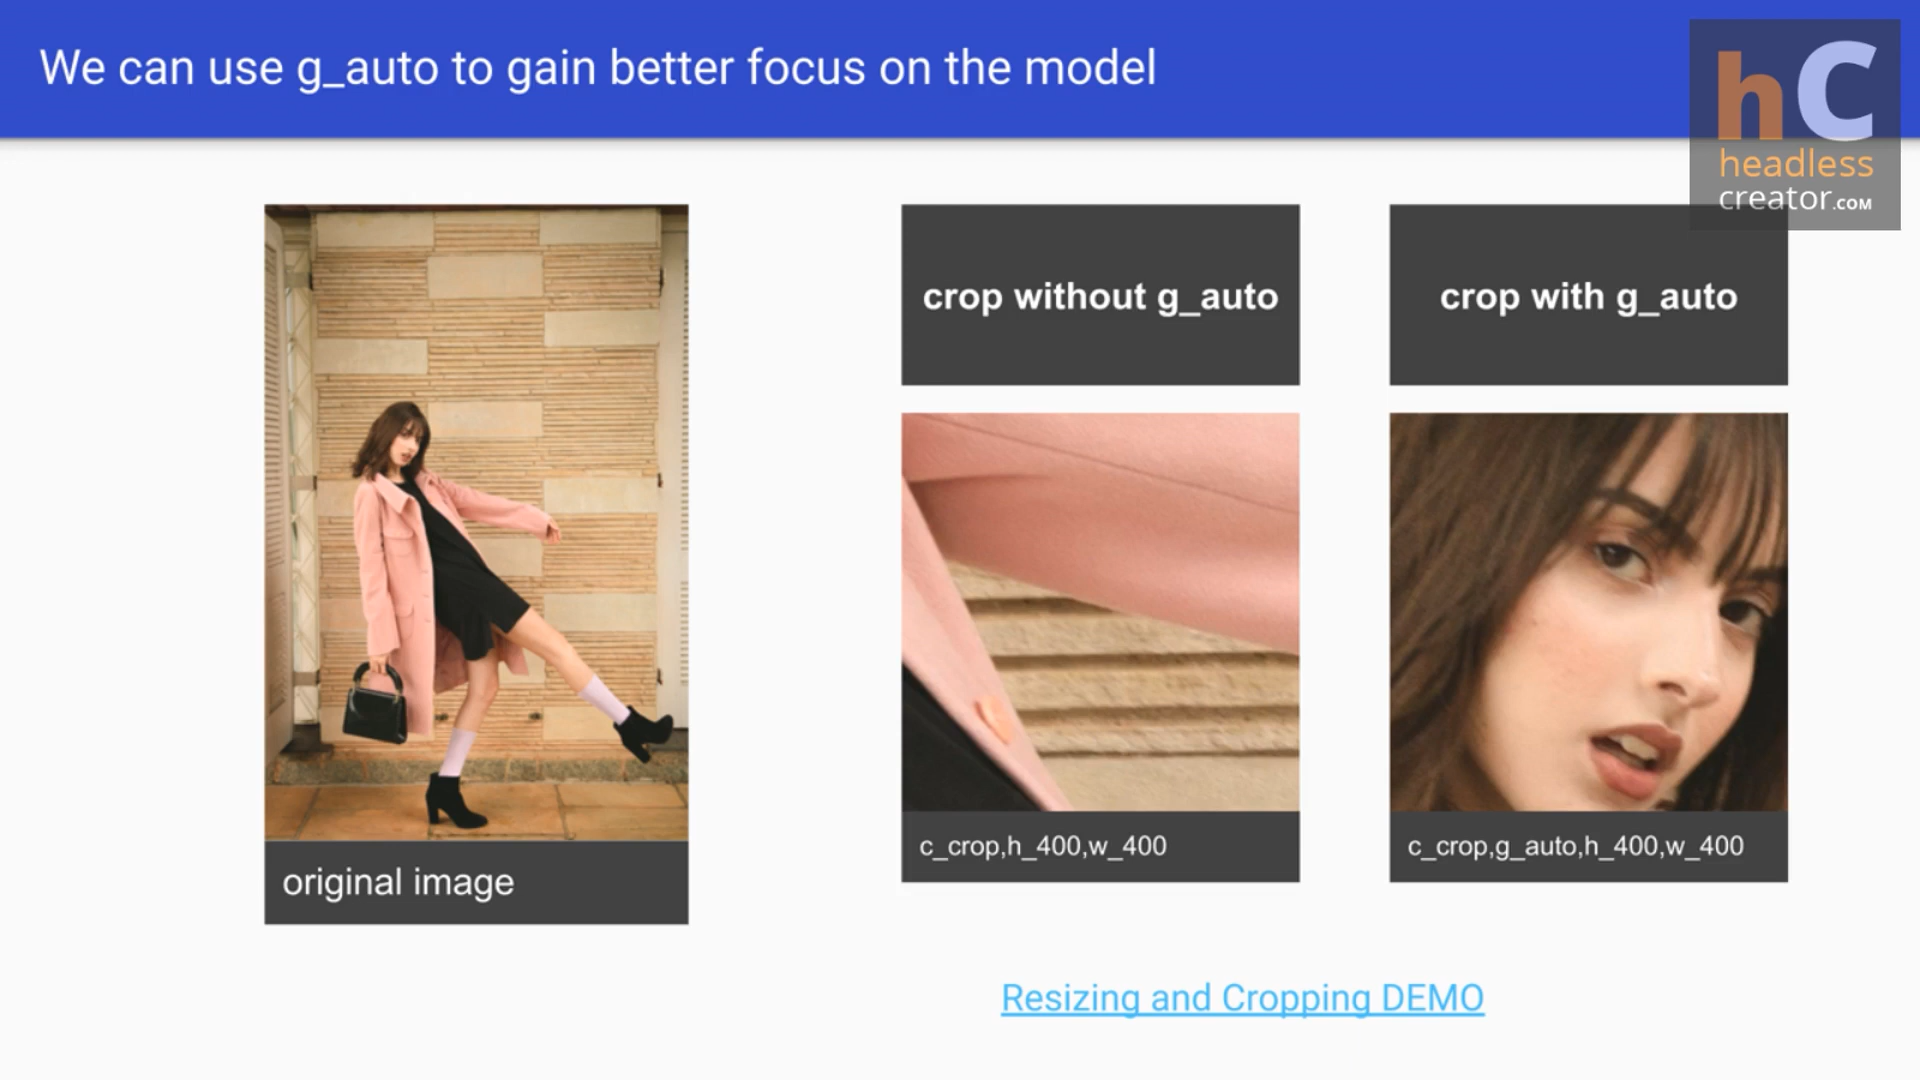 We can use g_auto to gain better focus on the model
hC
headless
creator.COM
crop without g_auto
crop with g_auto
c_crop,h_400,w_400
c_crop,g_auto,h_400,w_400
original image
Resizing and Cropping DEMO